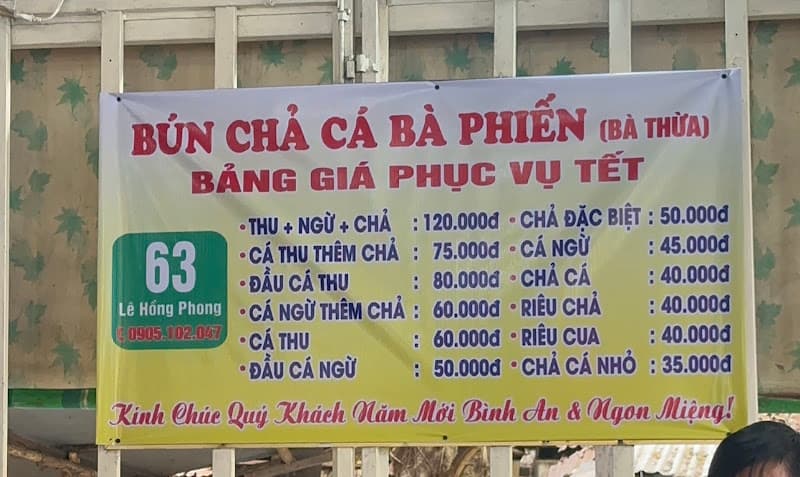 BÚN CHẢ CÁ BÀ PHIẾN (BÀ THỪA)
BẢNG GIÁ PHỤC VỤ TẾT
63
Lê Hồng Phong
0905.102.047
• THU + NGỪ + CHẢ : 120.000đ
• CÁ THU THÊM CHẢ : 75.000đ
• ĐẦU CÁ THU : 80.000đ
• CÁ NGỪ THÊM CHẢ : 60.000đ
• CÁ THU : 60.000đ
• ĐẦU CÁ NGỪ : 50.000đ
• CHẢ ĐẶC BIỆT : 50.000đ
• CÁ NGỪ : 45.000đ
• CHẢ CÁ : 40.000đ
• RIÊU CHẢ : 40.000đ
• RIÊU CUA : 40.000đ
• CHẢ CÁ NHỎ : 35.000đ
Kính Chúc Quý Khách Năm Mới Bình An & Ngon Miệng!